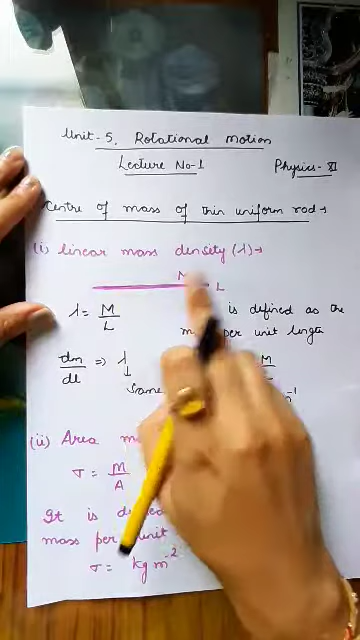 Unit-5. Rotational motion
Lecture No-1
Physics-XI
Centre of mass of thin uniform rod→
(i) linear mass density (λ)→
M
L
λ = M/L
is defined as the
mass per unit length
dm/dl => λ
Same
M
m⁻¹
(ii) Area
σ = M/A
It is
mass per unit
σ = kg m⁻²